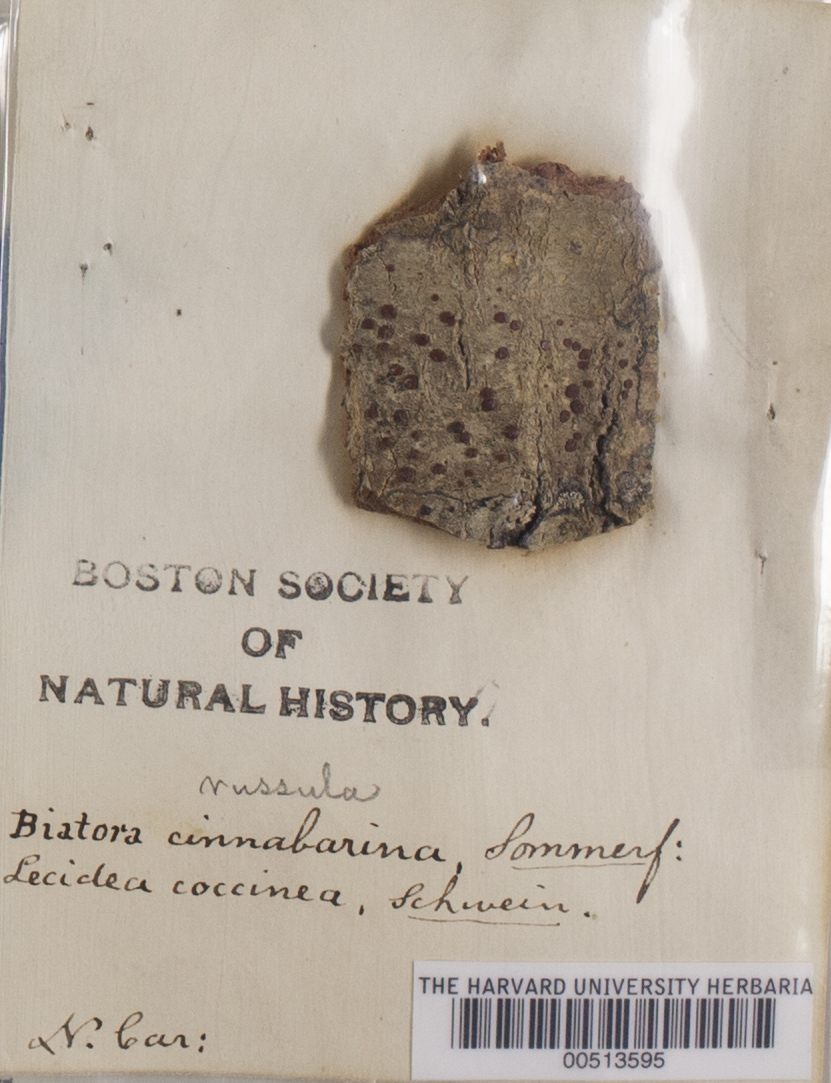 BOSTON SOCIETY
OF
NATURAL HISTORY.
russula
Biatora cinnabarina, Sommerf:
Lecidea coccinea, Schwein.
N. Car:
THE HARVARD UNIVERSITY HERBARIA
00513595